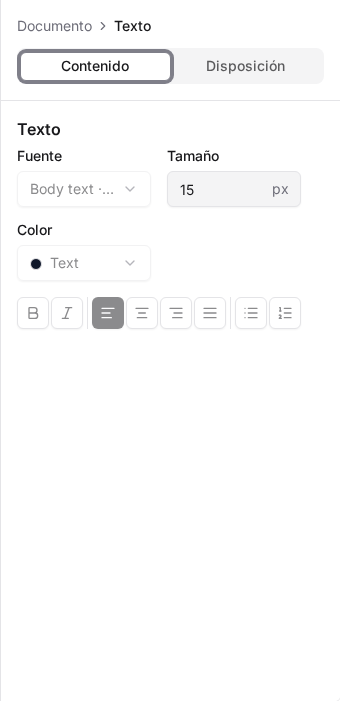 Documento > Texto
Contenido Disposición
Texto
Fuente Tamaño
Body text ·... 15 px
Color
Text
B I